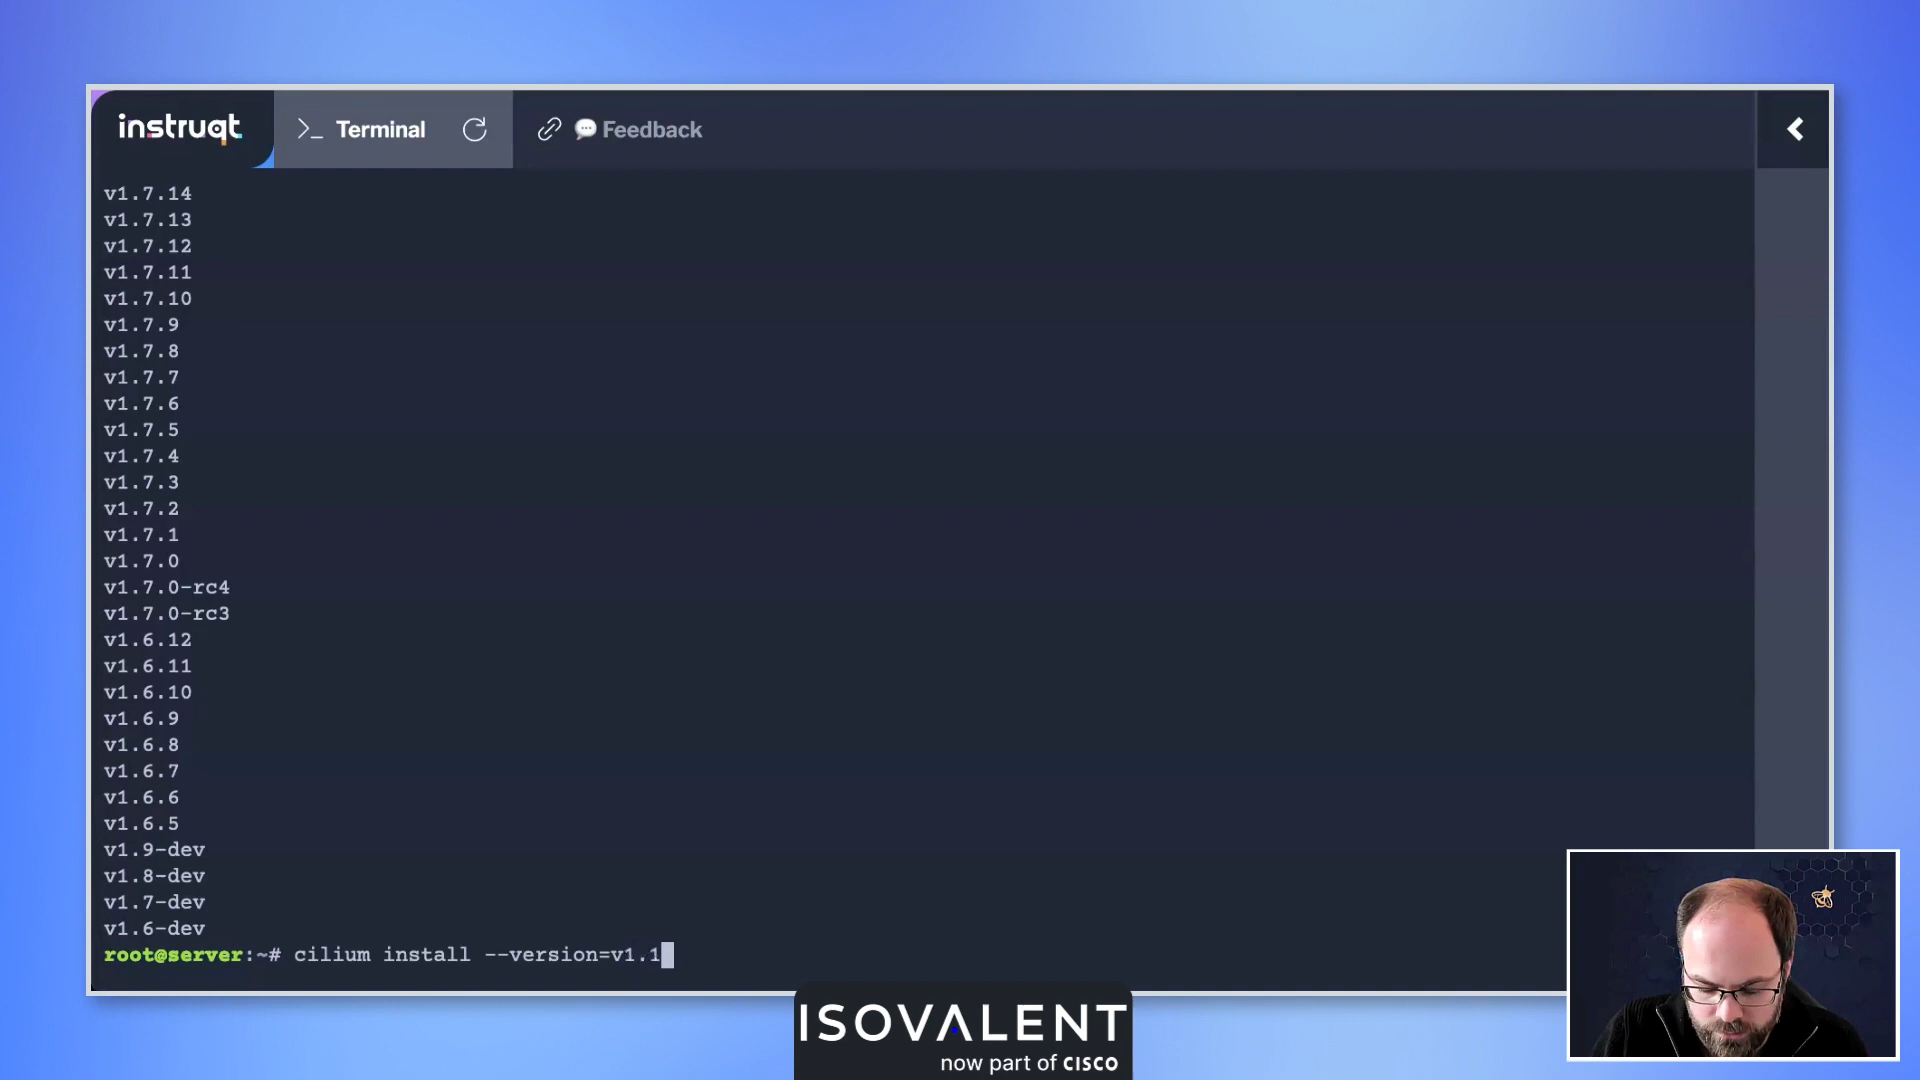 instruqt
>_ Terminal
Feedback
v1.7.14
v1.7.13
v1.7.12
v1.7.11
v1.7.10
v1.7.9
v1.7.8
v1.7.7
v1.7.6
v1.7.5
v1.7.4
v1.7.3
v1.7.2
v1.7.1
v1.7.0
v1.7.0-rc4
v1.7.0-rc3
v1.6.12
v1.6.11
v1.6.10
v1.6.9
v1.6.8
v1.6.7
v1.6.6
v1.6.5
v1.9-dev
v1.8-dev
v1.7-dev
v1.6-dev
root@server:~# cilium install --version=v1.1
ISOVALENT
now part of CISCO